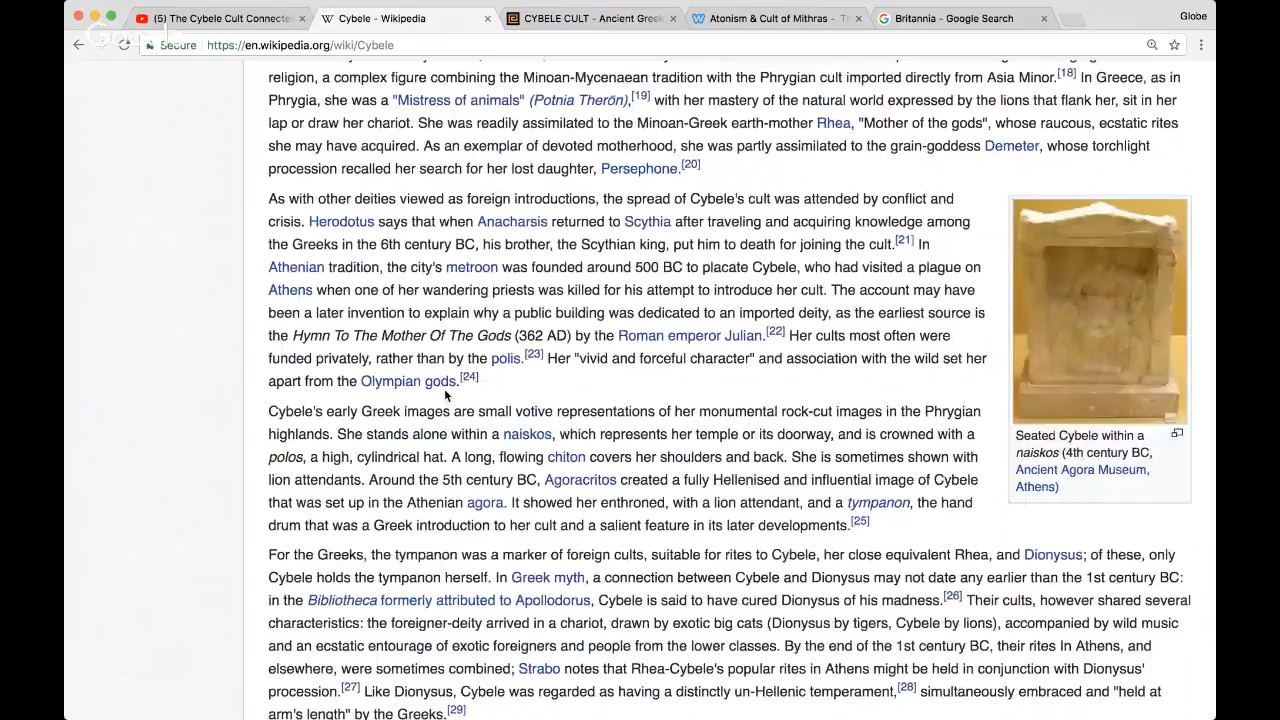 (5) The Cybele Cult Connecte
Cybele - Wikipedia
CYBELE CULT - Ancient Greek
Atonism & Cult of Mithras - Th
Britannia - Google Search
Globe
Secure
https://en.wikipedia.org/wiki/Cybele
religion, a complex figure combining the Minoan-Mycenaean tradition with the Phrygian cult imported directly from Asia Minor.[18] In Greece, as in
Phrygia, she was a "Mistress of animals" (Potnia Therōn),[19] with her mastery of the natural world expressed by the lions that flank her, sit in her
lap or draw her chariot. She was readily assimilated to the Minoan-Greek earth-mother Rhea, "Mother of the gods", whose raucous, ecstatic rites
she may have acquired. As an exemplar of devoted motherhood, she was partly assimilated to the grain-goddess Demeter, whose torchlight
procession recalled her search for her lost daughter, Persephone.[20]
As with other deities viewed as foreign introductions, the spread of Cybele's cult was attended by conflict and
crisis. Herodotus says that when Anacharsis returned to Scythia after traveling and acquiring knowledge among
the Greeks in the 6th century BC, his brother, the Scythian king, put him to death for joining the cult.[21] In
Athenian tradition, the city's metroon was founded around 500 BC to placate Cybele, who had visited a plague on
Athens when one of her wandering priests was killed for his attempt to introduce her cult. The account may have
been a later invention to explain why a public building was dedicated to an imported deity, as the earliest source is
the Hymn To The Mother Of The Gods (362 AD) by the Roman emperor Julian.[22] Her cults most often were
funded privately, rather than by the polis.[23] Her "vivid and forceful character" and association with the wild set her
apart from the Olympian gods.[24]
Seated Cybele within a
naiskos (4th century BC,
Ancient Agora Museum,
Athens)
Cybele's early Greek images are small votive representations of her monumental rock-cut images in the Phrygian
highlands. She stands alone within a naiskos, which represents her temple or its doorway, and is crowned with a
polos, a high, cylindrical hat. A long, flowing chiton covers her shoulders and back. She is sometimes shown with
lion attendants. Around the 5th century BC, Agoracritos created a fully Hellenised and influential image of Cybele
that was set up in the Athenian agora. It showed her enthroned, with a lion attendant, and a tympanon, the hand
drum that was a Greek introduction to her cult and a salient feature in its later developments.[25]
For the Greeks, the tympanon was a marker of foreign cults, suitable for rites to Cybele, her close equivalent Rhea, and Dionysus; of these, only
Cybele holds the tympanon herself. In Greek myth, a connection between Cybele and Dionysus may not date any earlier than the 1st century BC:
in the Bibliotheca formerly attributed to Apollodorus, Cybele is said to have cured Dionysus of his madness.[26] Their cults, however shared several
characteristics: the foreigner-deity arrived in a chariot, drawn by exotic big cats (Dionysus by tigers, Cybele by lions), accompanied by wild music
and an ecstatic entourage of exotic foreigners and people from the lower classes. By the end of the 1st century BC, their rites In Athens, and
elsewhere, were sometimes combined; Strabo notes that Rhea-Cybele's popular rites in Athens might be held in conjunction with Dionysus'
procession.[27] Like Dionysus, Cybele was regarded as having a distinctly un-Hellenic temperament,[28] simultaneously embraced and "held at
arm's length" by the Greeks.[29]